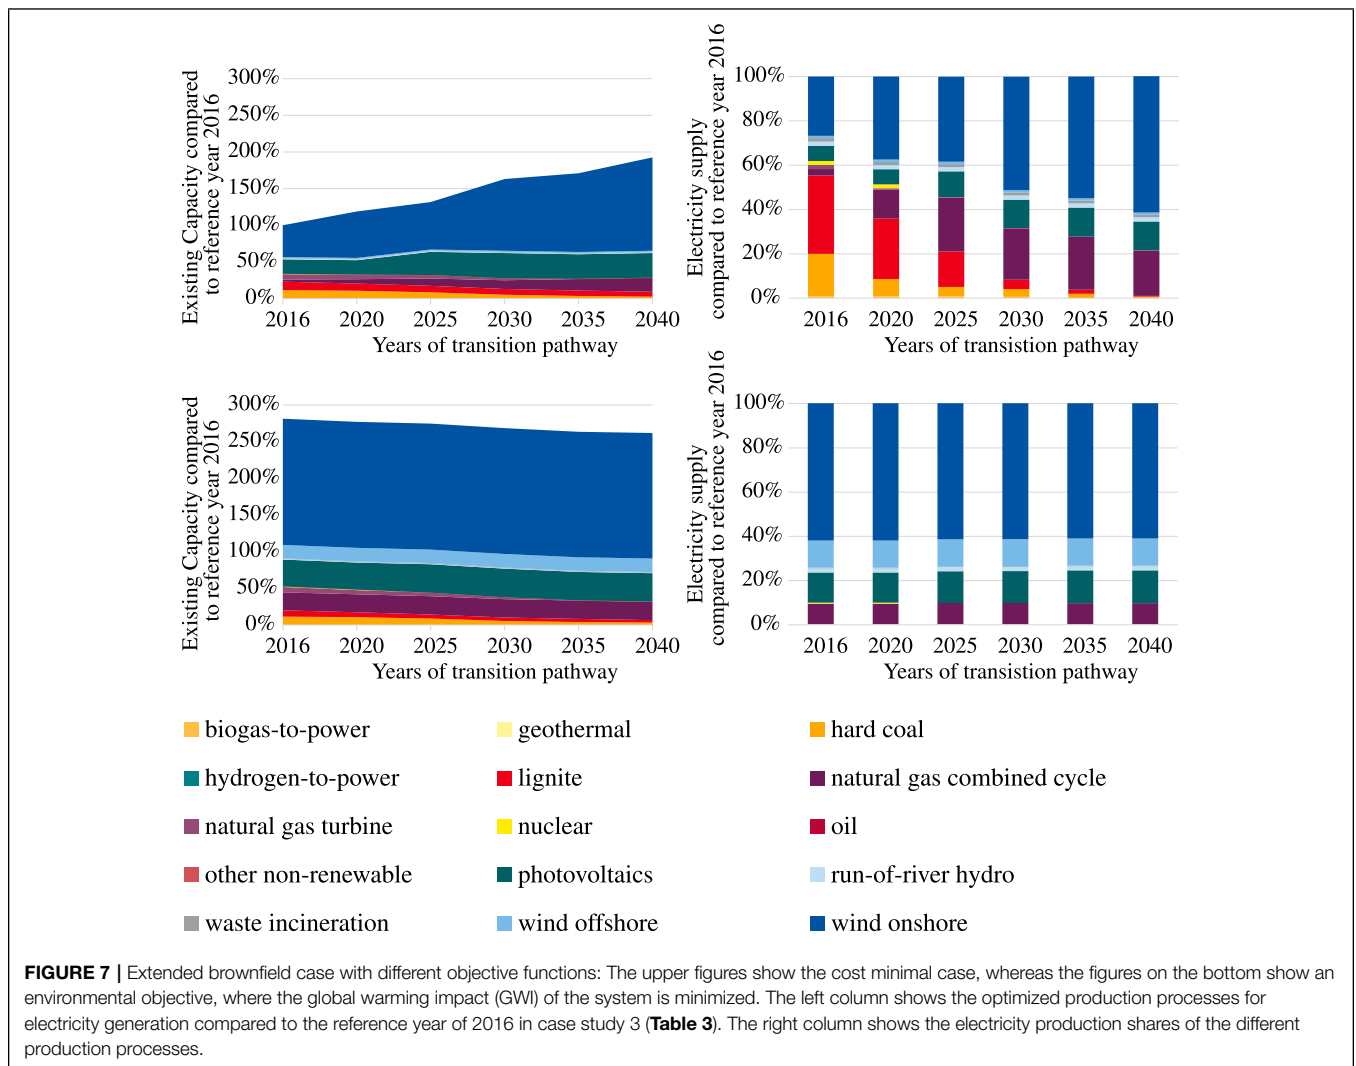 Existing Capacity compared
to reference year 2016
300%
250%
200%
150%
100%
50%
0%
2016 2020 2025 2030 2035 2040
Years of transition pathway
Electricity supply
compared to reference year 2016
100%
80%
60%
40%
20%
0%
2016 2020 2025 2030 2035 2040
Years of transistion pathway
Existing Capacity compared
to reference year 2016
300%
250%
200%
150%
100%
50%
0%
2016 2020 2025 2030 2035 2040
Years of transition pathway
Electricity supply
compared to reference year 2016
100%
80%
60%
40%
20%
0%
2016 2020 2025 2030 2035 2040
Years of transistion pathway
biogas-to-power geothermal hard coal
hydrogen-to-power lignite natural gas combined cycle
natural gas turbine nuclear oil
other non-renewable photovoltaics run-of-river hydro
waste incineration wind offshore wind onshore
FIGURE 7 | Extended brownfield case with different objective functions: The upper figures show the cost minimal case, whereas the figures on the bottom show an
environmental objective, where the global warming impact (GWI) of the system is minimized. The left column shows the optimized production processes for
electricity generation compared to the reference year of 2016 in case study 3 (Table 3). The right column shows the electricity production shares of the different
production processes.